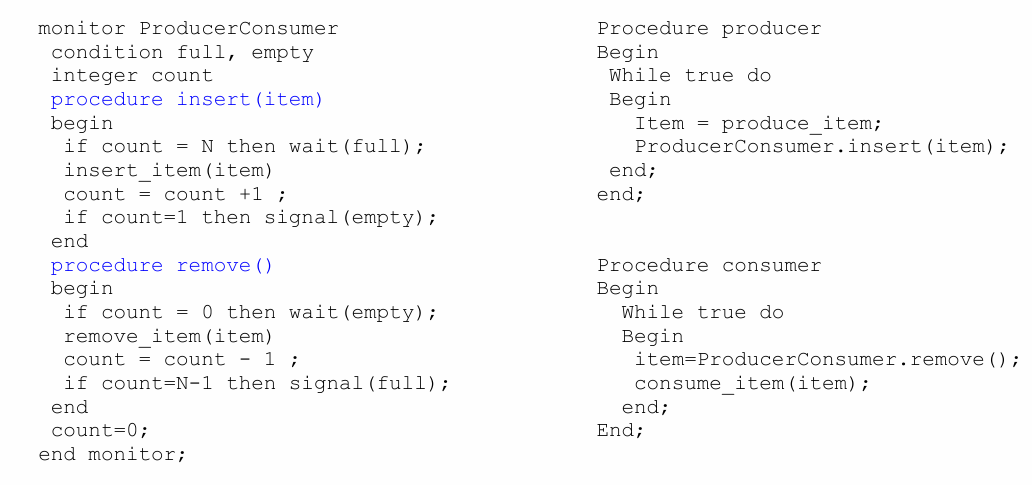 monitor ProducerConsumer
condition full, empty
integer count
procedure insert(item)
begin
if count = N then wait(full);
insert_item(item)
count = count +1 ;
if count=1 then signal(empty);
end
procedure remove()
begin
if count = 0 then wait(empty);
remove_item(item)
count = count - 1 ;
if count=N-1 then signal(full);
end
count=0;
end monitor;
Procedure producer
Begin
While true do
Begin
Item = produce_item;
ProducerConsumer.insert(item);
end;
end;
Procedure consumer
Begin
While true do
Begin
item=ProducerConsumer.remove();
consume_item(item);
end;
End;